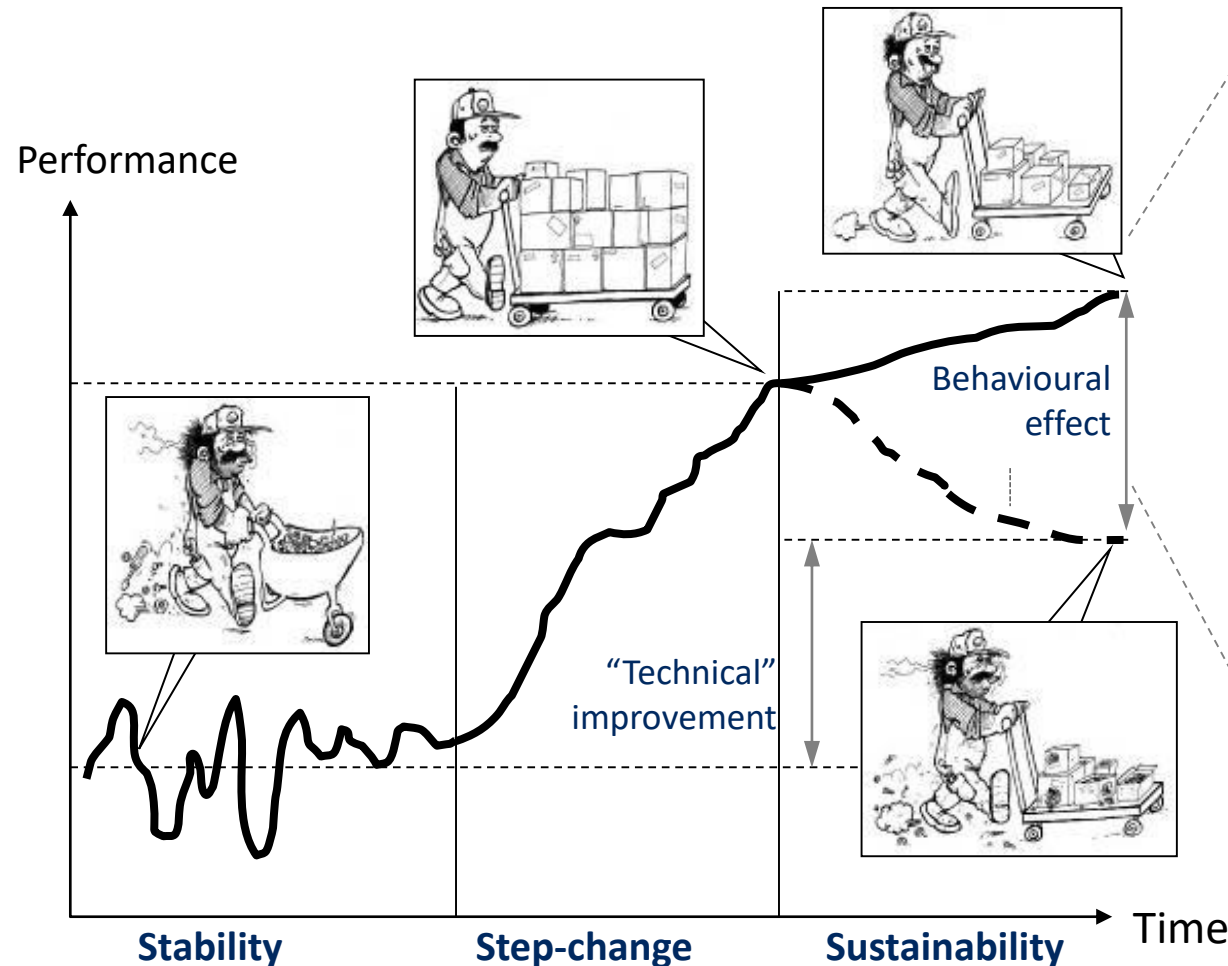 Performance
Behavioural
effect
“Technical”
improvement
Time
Stability
Step-change
Sustainability